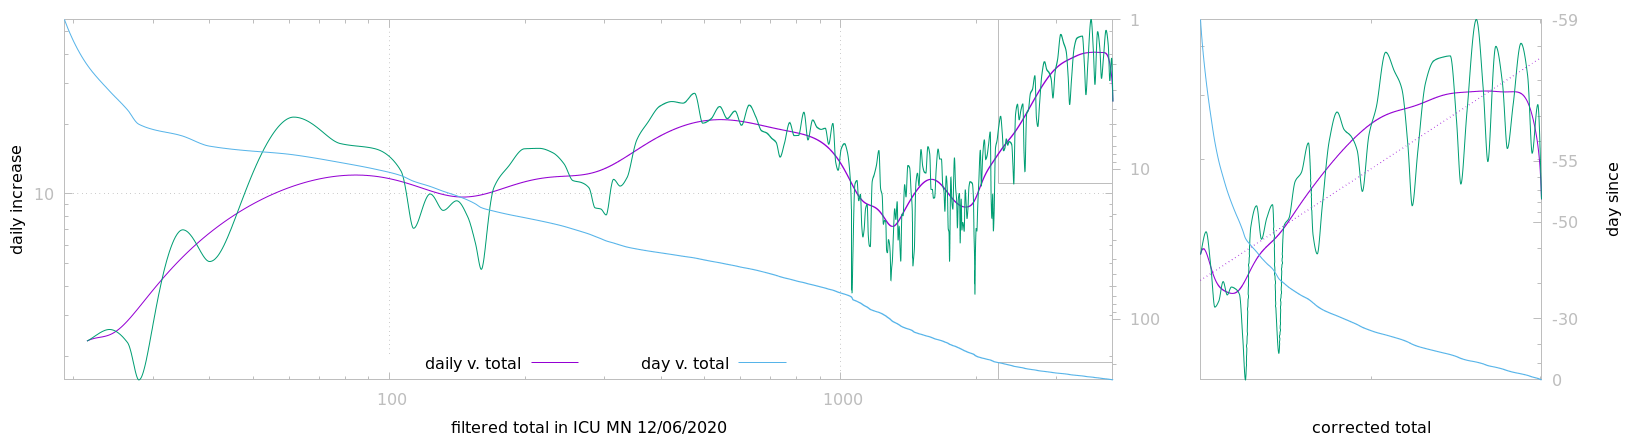 1
-59
-55
daily increase
10
10
-50
day since
100
-30
daily v. total
day v. total
0
100
1000
filtered total in ICU MN 12/06/2020
corrected total